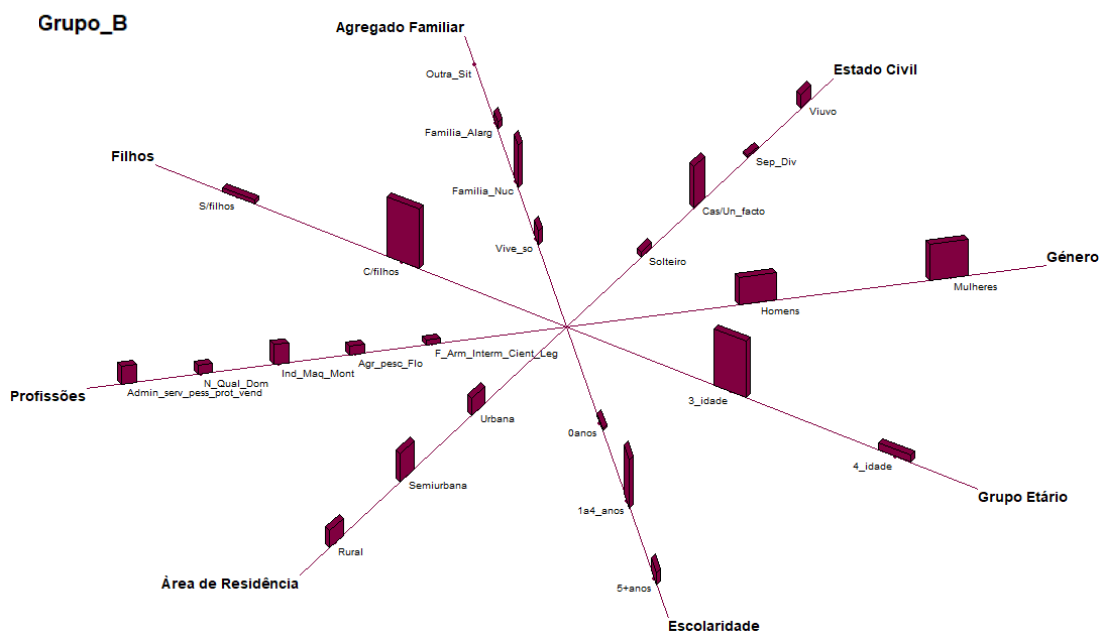 Grupo_B
Agregado Familiar
Outra_Sit
Familia_Alarg
Familia_Nuc
Vive_so
Estado Civil
Viuvo
Sep_Div
Cas/Un_facto
Solteiro
Género
Mulheres
Homens
Filhos
S/filhos
C/filhos
Profissões
Admin_serv_pess_prot_vend
N_Qual_Dom
Ind_Maq_Mont
Agr_pesc_Flo
F_Arm_Interm_Cient_Leg
Àrea de Residência
Rural
Semiurbana
Urbana
Escolaridade
0anos
1a4_anos
5+anos
Grupo Etário
3_idade
4_idade